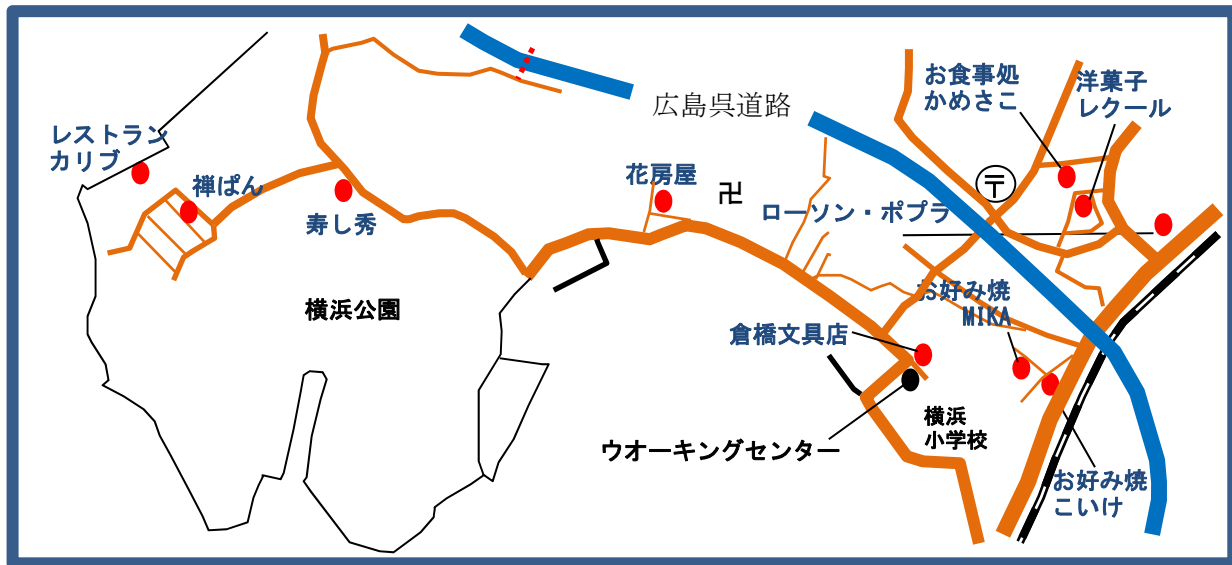 広島呉道路
お食事処
かめさこ
洋菓子
レクール
レストラン
カリブ
禅ぱん
寿し秀
花房屋
卍
〒
ローソン・ポプラ
横浜公園
お好み焼
MIKA
倉橋文具店
横浜
小学校
ウオーキングセンター
お好み焼
こいけ